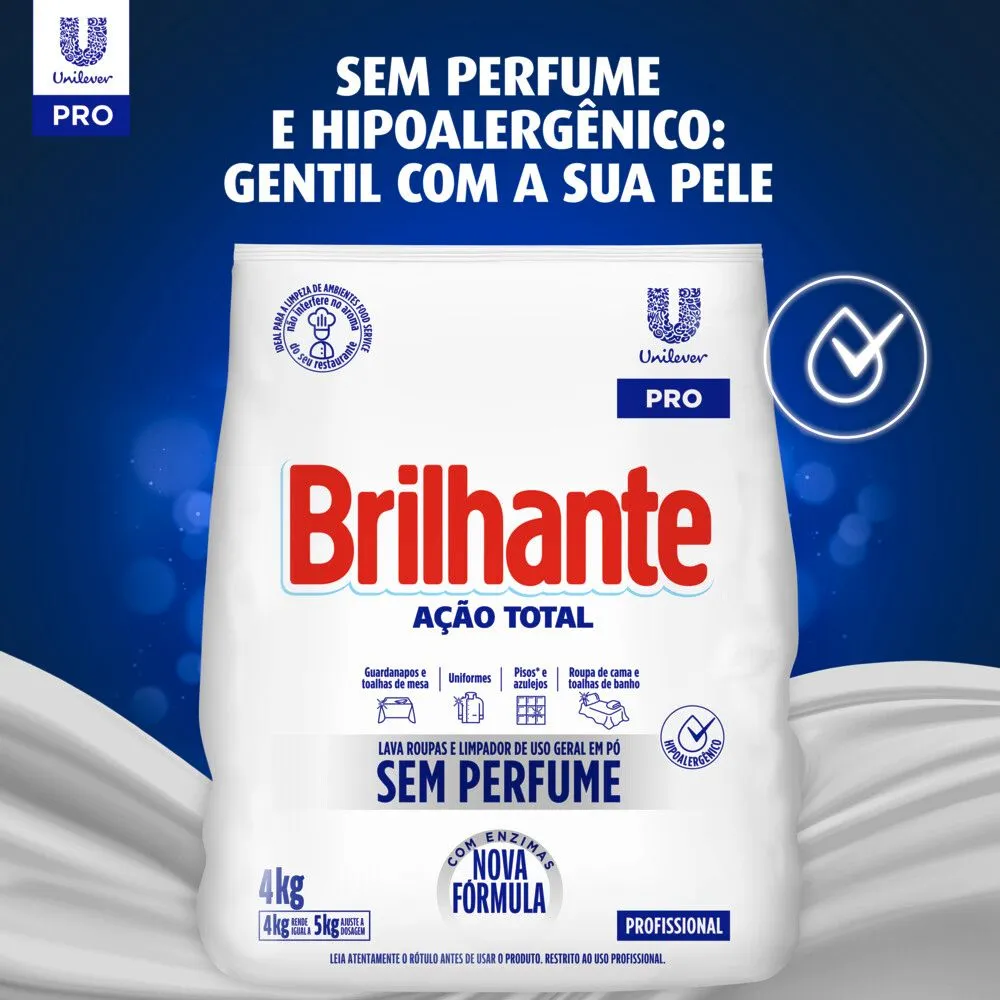 Unilever
PRO
SEM PERFUME
E HIPOALERGÊNICO:
GENTIL COM A SUA PELE
IDEAL PARA A LIMPEZA DE AMBIENTES FOOD SERVICE
não interfere no aroma
do seu restaurante
Unilever
PRO
Brilhante
AÇÃO TOTAL
Guardanapos e
toalhas de mesa
Uniformes
Pisos* e
azulejos
Roupa de cama e
toalhas de banho
HIPOALERGÊNICO
LAVA ROUPAS E LIMPADOR DE USO GERAL EM PÓ
SEM PERFUME
COM ENZIMAS
NOVA
FÓRMULA
4kg
4kg RENDE IGUAL A 5kg AJUSTE A DOSAGEM
PROFISSIONAL
LEIA ATENTAMENTE O RÓTULO ANTES DE USAR O PRODUTO. RESTRITO AO USO PROFISSIONAL.